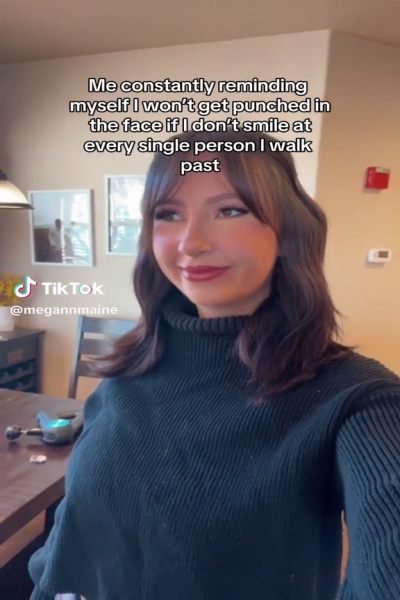 Me constantly reminding
myself I won't get punched in
the face if I don't smile at
every single person I walk
past
TikTok
@megannmaine